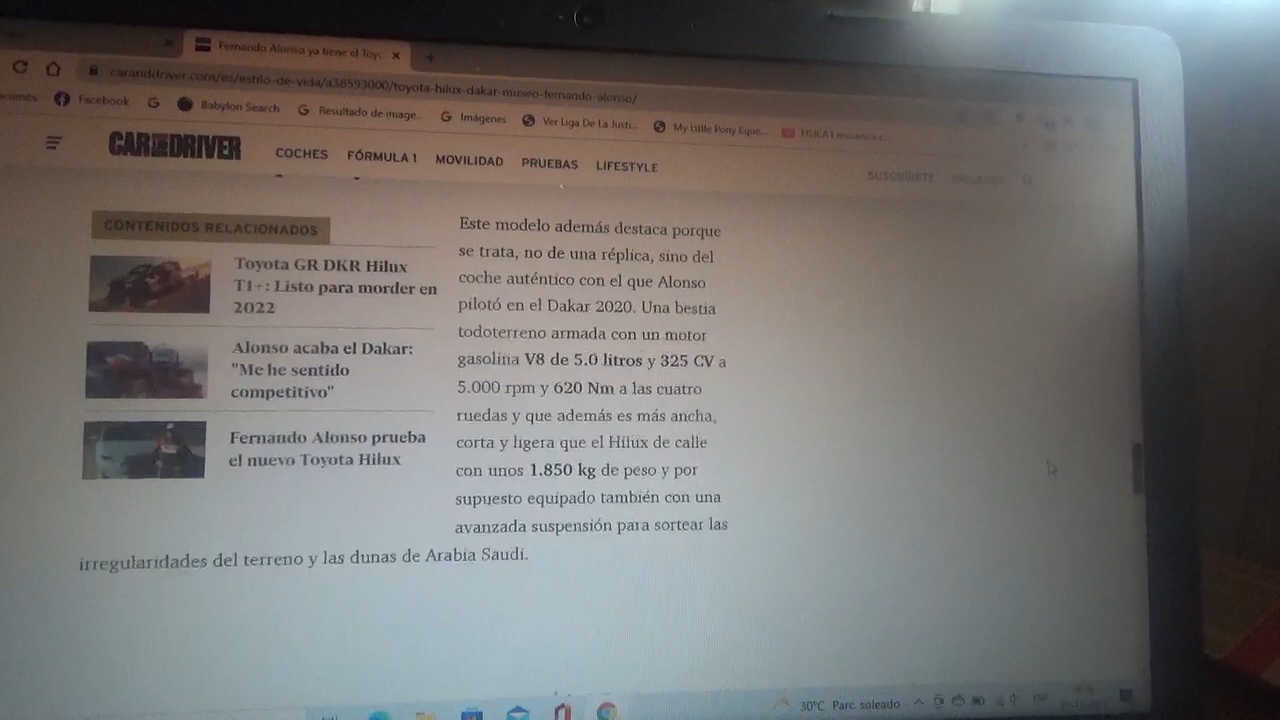 Fernando Alonso ya tiene el Toyo
caranddriver.com/es/estilo-de-vida/a38593000/toyota-hilux-dakar-museo-fernando-alonso/
Facebook
Babylon Search
Resultado de image...
Imágenes
Ver Liga De La Justi...
My Little Pony Eque...
CAR AND DRIVER
COCHES FÓRMULA 1 MOVILIDAD PRUEBAS LIFESTYLE
SUSCRÍBETE
CONTENIDOS RELACIONADOS
Toyota GR DKR Hilux
T1+: Listo para morder en
2022
Alonso acaba el Dakar:
"Me he sentido
competitivo"
Fernando Alonso prueba
el nuevo Toyota Hilux
Este modelo además destaca porque
se trata, no de una réplica, sino del
coche auténtico con el que Alonso
pilotó en el Dakar 2020. Una bestia
todoterreno armada con un motor
gasolina V8 de 5.0 litros y 325 CV a
5.000 rpm y 620 Nm a las cuatro
ruedas y que además es más ancha,
corta y ligera que el Hilux de calle
con unos 1.850 kg de peso y por
supuesto equipado también con una
avanzada suspensión para sortear las
irregularidades del terreno y las dunas de Arabia Saudí.
30°C Parc. soleado
ESP